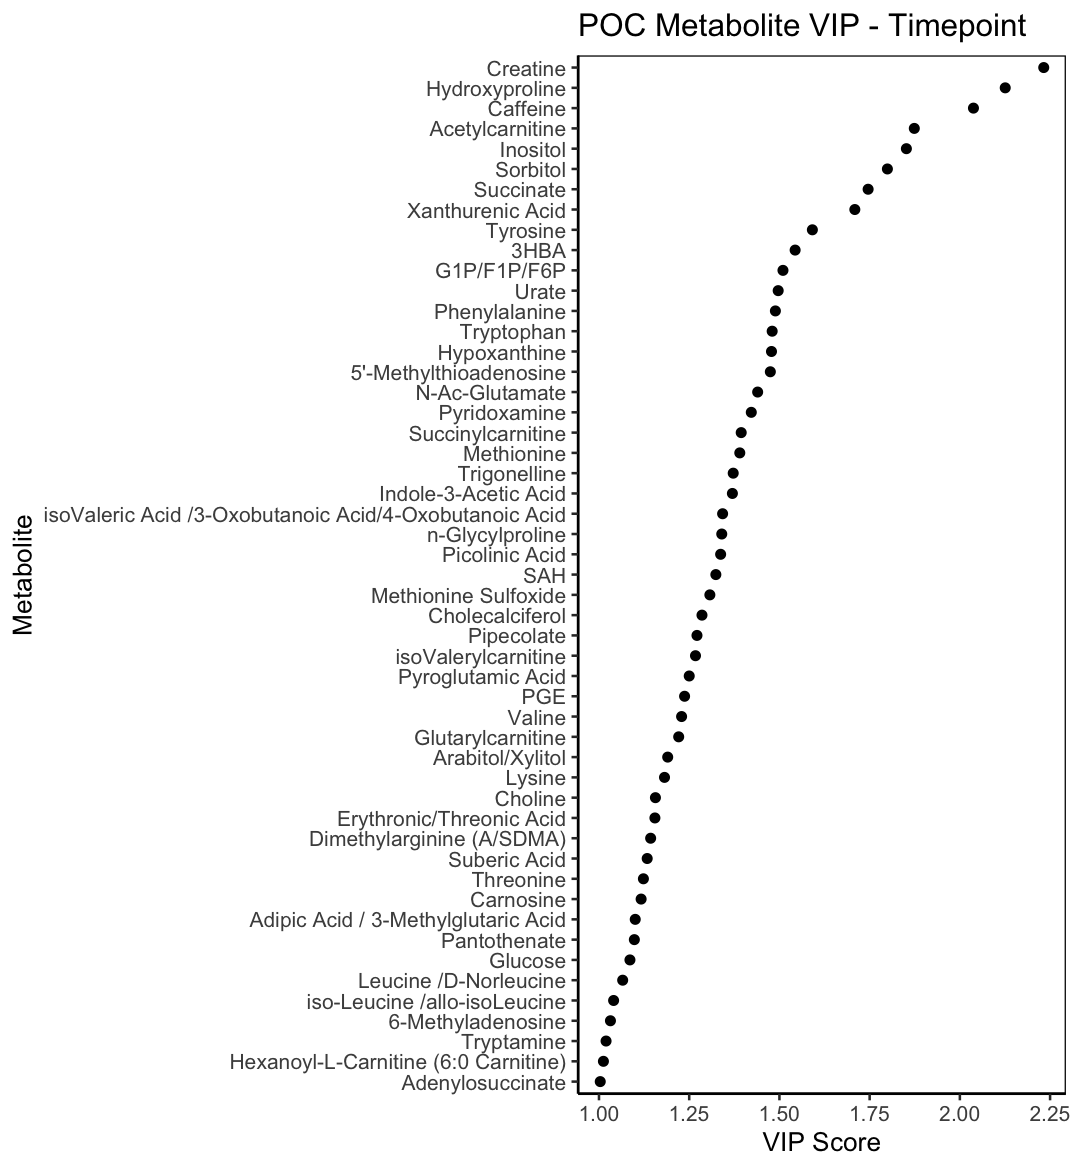 POC Metabolite VIP - Timepoint
Creatine
Hydroxyproline
Caffeine
Acetylcarnitine
Inositol
Sorbitol
Succinate
Xanthurenic Acid
Tyrosine
3HBA
G1P/F1P/F6P
Urate
Phenylalanine
Tryptophan
Hypoxanthine
5'-Methylthioadenosine
N-Ac-Glutamate
Pyridoxamine
Succinylcarnitine
Methionine
Trigonelline
Indole-3-Acetic Acid
isoValeric Acid /3-Oxobutanoic Acid/4-Oxobutanoic Acid
n-Glycylproline
Picolinic Acid
SAH
Methionine Sulfoxide
Cholecalciferol
Pipecolate
isoValerylcarnitine
Pyroglutamic Acid
PGE
Valine
Glutarylcarnitine
Arabitol/Xylitol
Lysine
Choline
Erythronic/Threonic Acid
Dimethylarginine (A/SDMA)
Suberic Acid
Threonine
Carnosine
Adipic Acid / 3-Methylglutaric Acid
Pantothenate
Glucose
Leucine /D-Norleucine
iso-Leucine /allo-isoLeucine
6-Methyladenosine
Tryptamine
Hexanoyl-L-Carnitine (6:0 Carnitine)
Adenylosuccinate
Metabolite
1.00 1.25 1.50 1.75 2.00 2.25
VIP Score